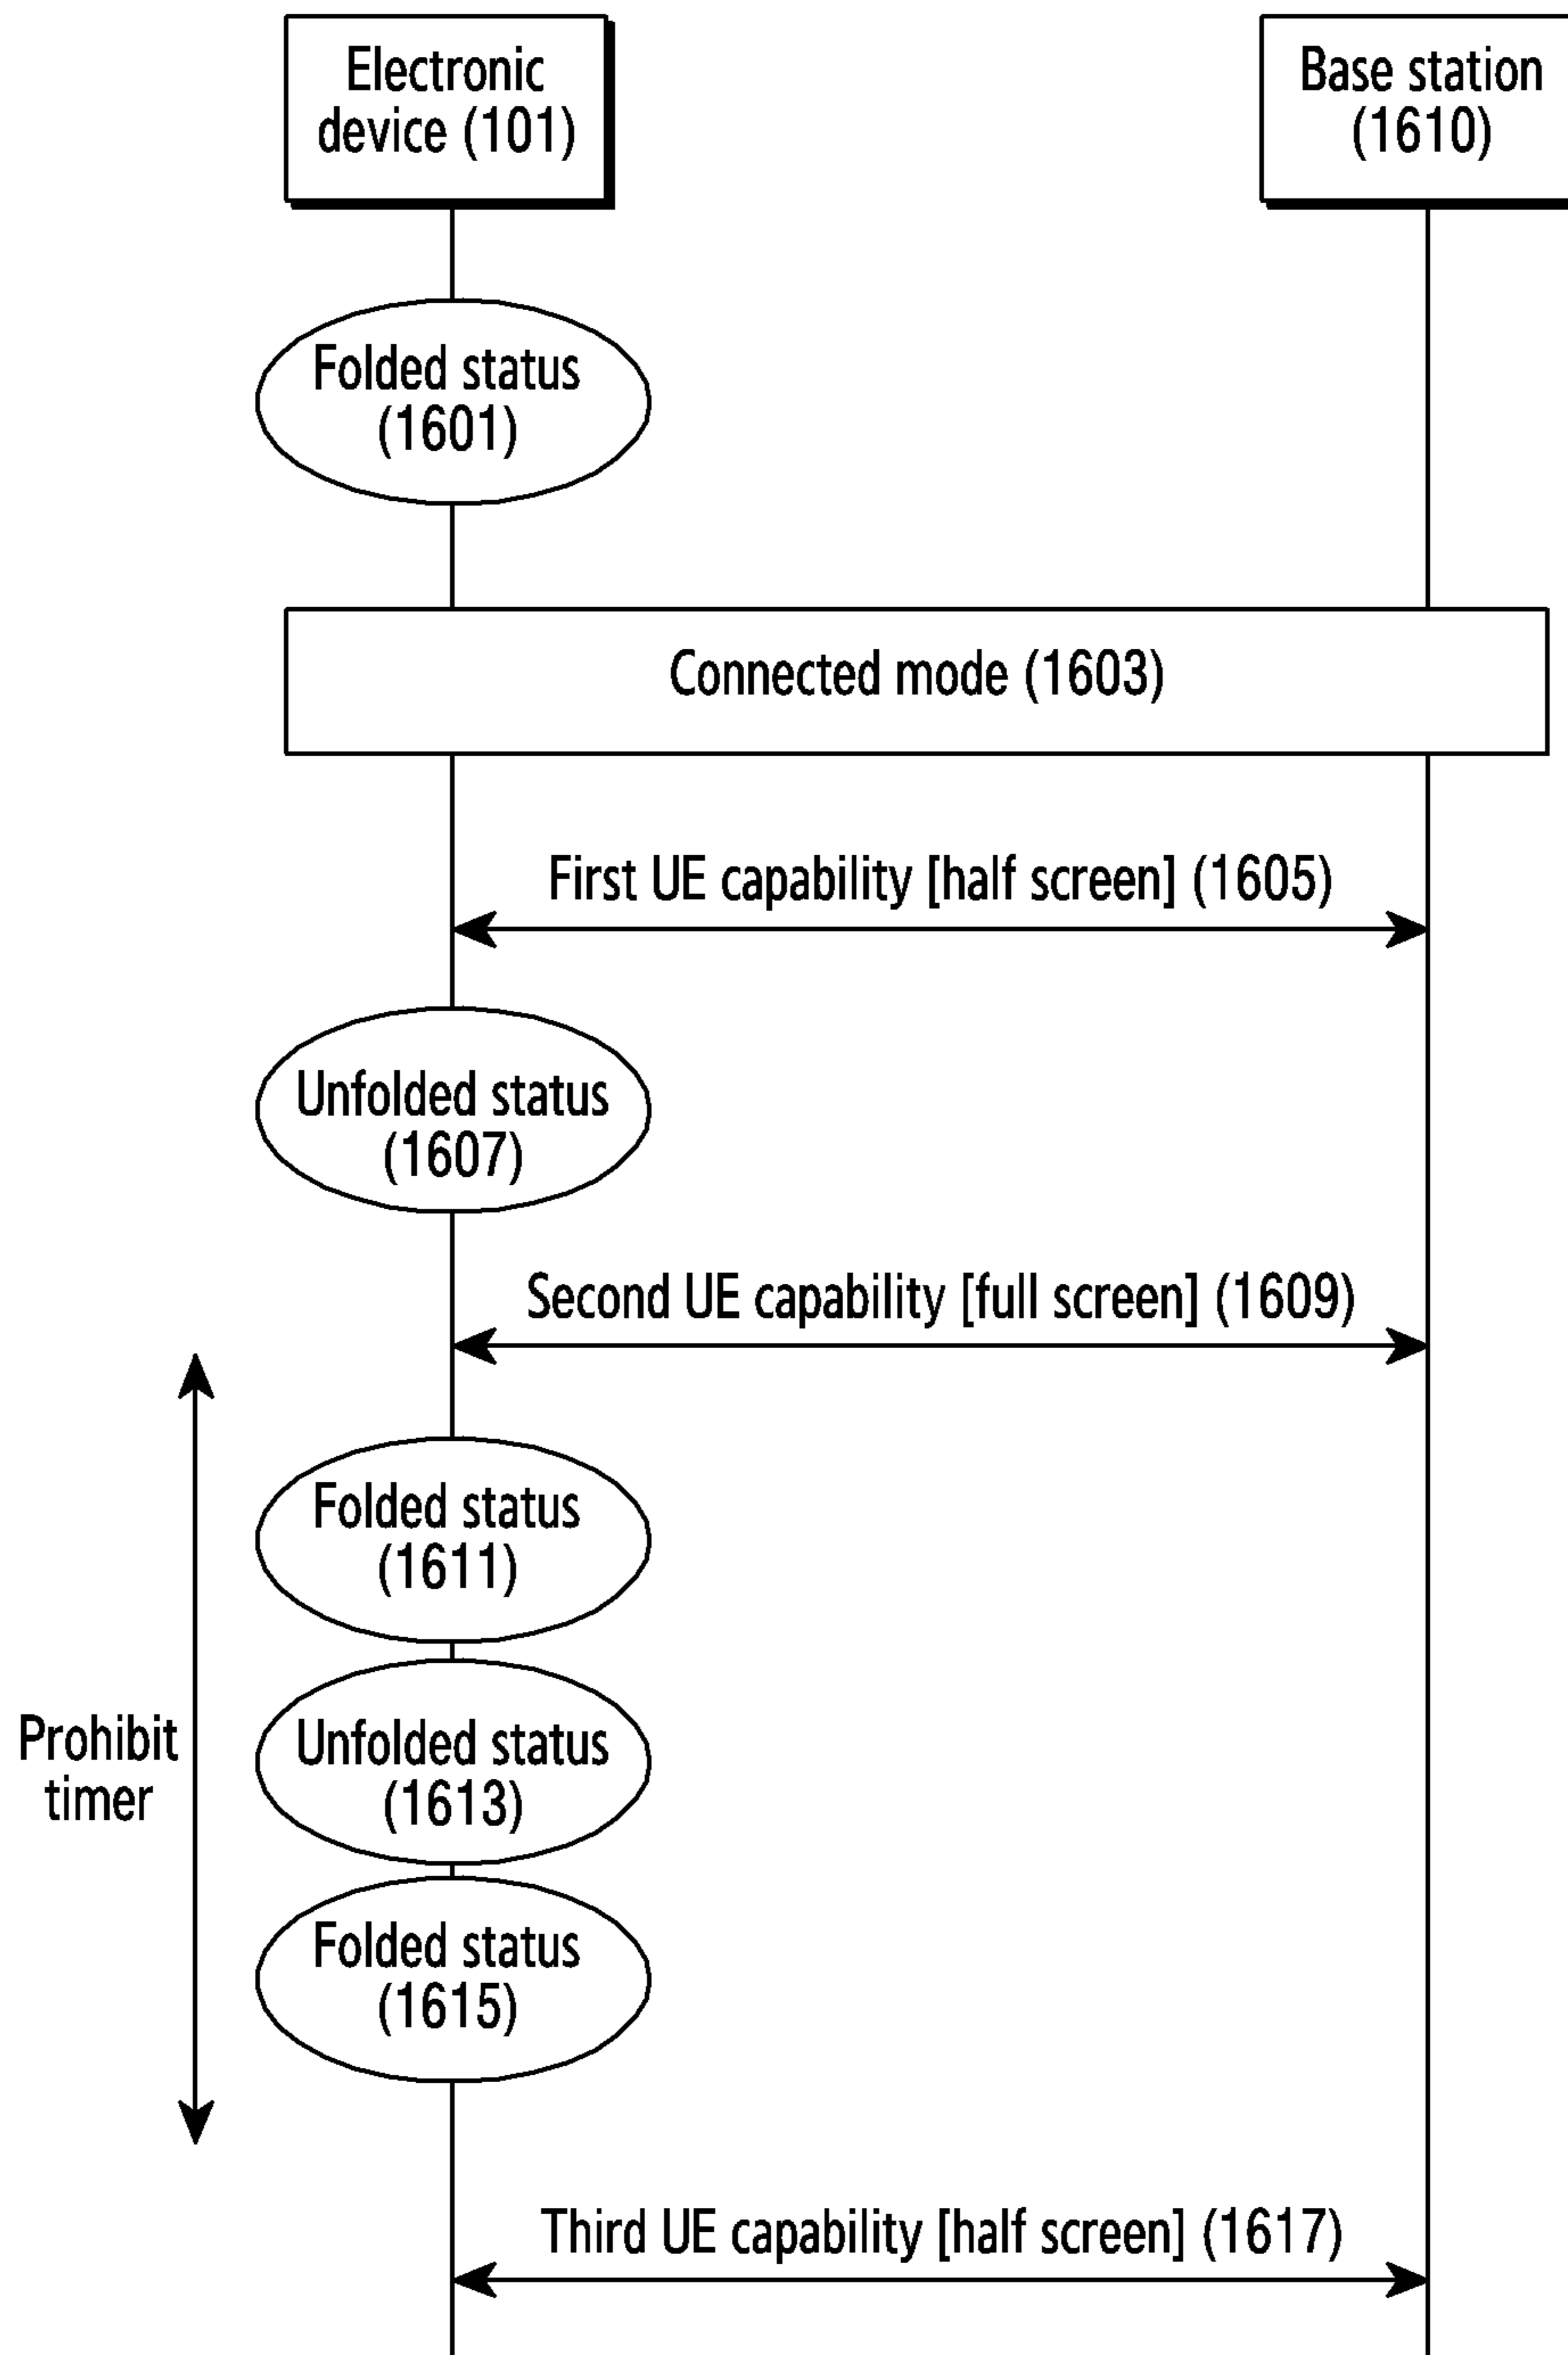 Electronic
device (101)
Base station
(1610)
Folded status
(1601)
Connected mode (1603)
First UE capability [half screen] (1605)
Unfolded status
(1607)
Second UE capability [full screen] (1609)
Folded status
(1611)
Unfolded status
(1613)
Prohibit
timer
Folded status
(1615)
Third UE capability [half screen] (1617)